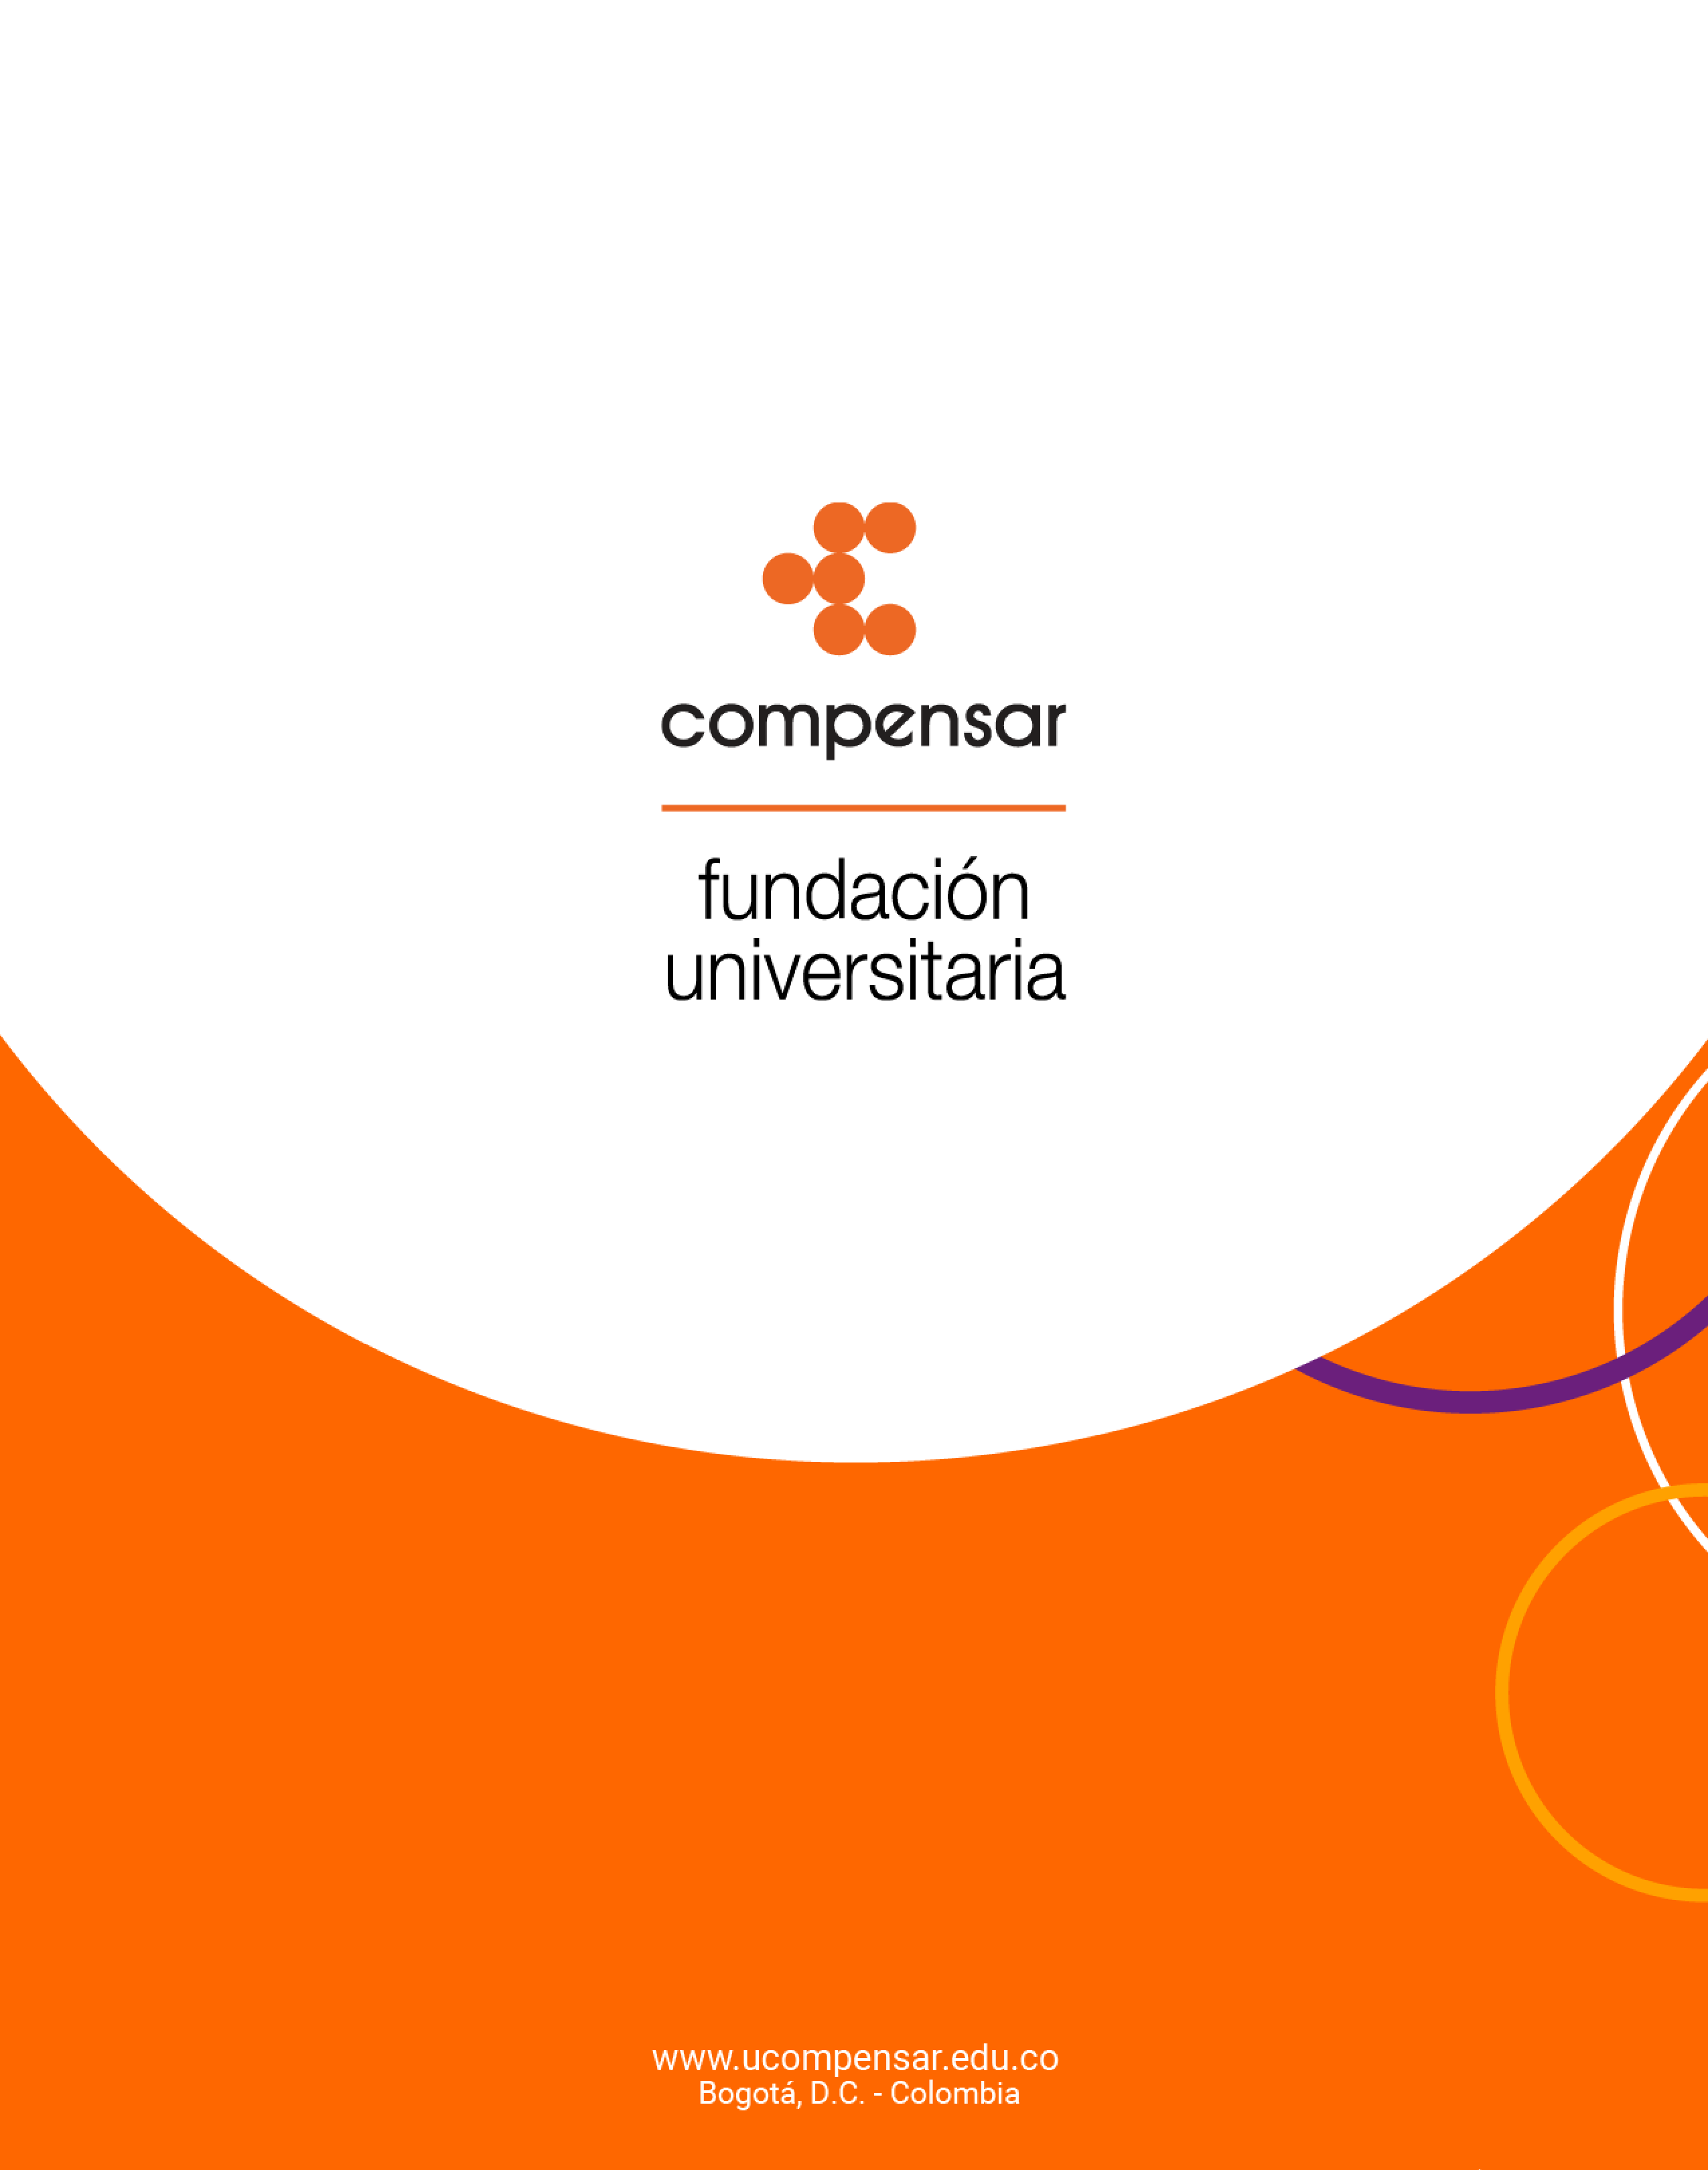 compensar
fundación
universitaria
www.ucompensar.edu.co
Bogotá, D.C. - Colombia